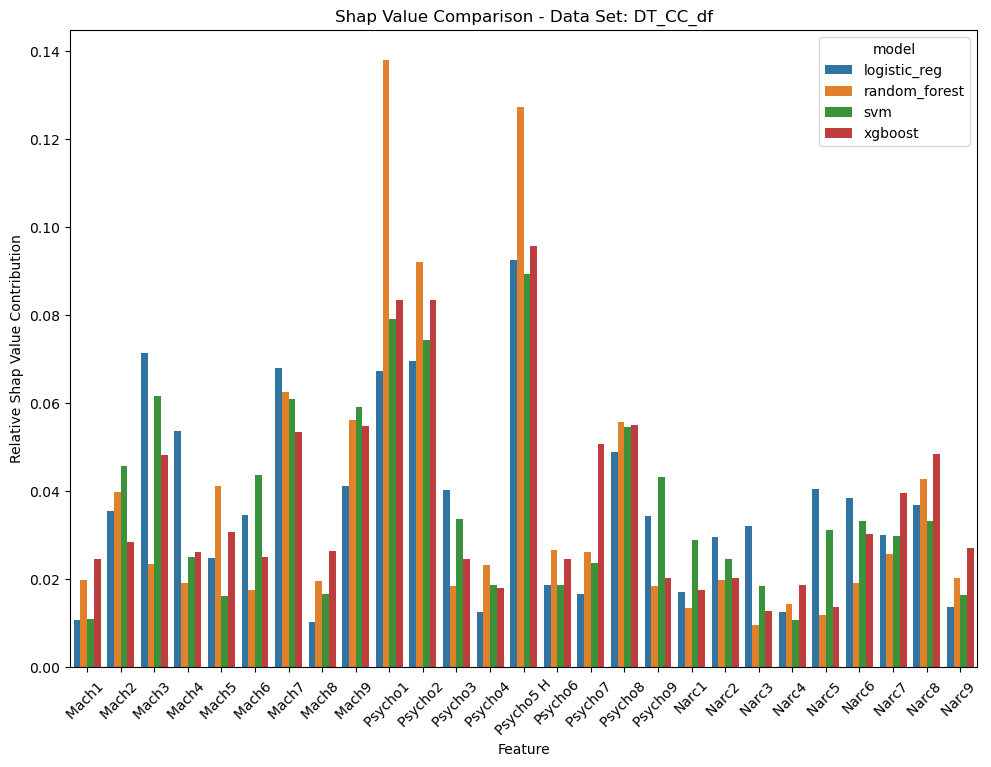 Shap Value Comparison - Data Set: DT_CC_df
model
logistic_reg
random_forest
svm
xgboost
Relative Shap Value Contribution
0.14
0.12
0.10
0.08
0.06
0.04
0.02
0.00
Mach1
Mach2
Mach3
Mach4
Mach5
Mach6
Mach7
Mach8
Mach9
Psycho1
Psycho2
Psycho3
Psycho4
Psycho5 H
Psycho6
Psycho7
Psycho8
Psycho9
Narc1
Narc2
Narc3
Narc4
Narc5
Narc6
Narc7
Narc8
Narc9
Feature